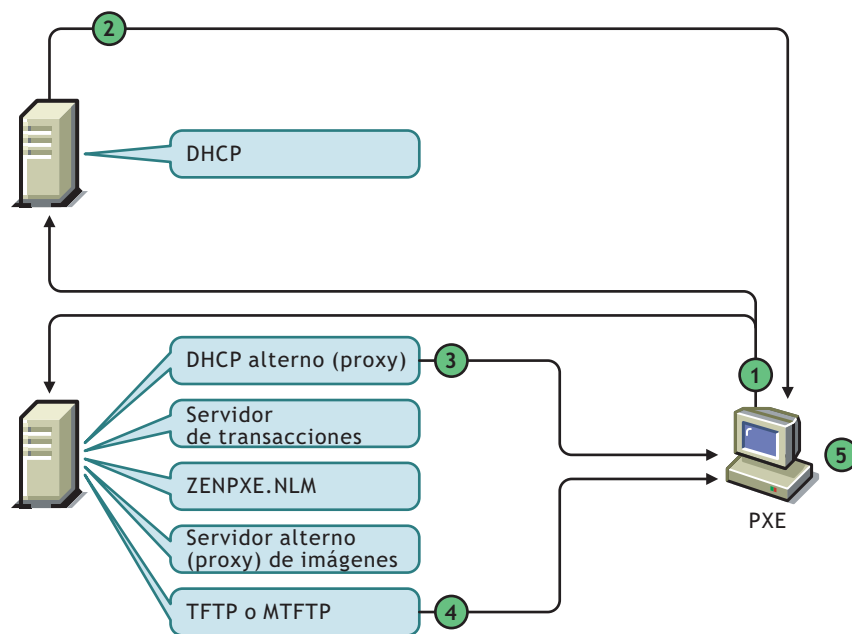 2
DHCP
DHCP alterno (proxy)
3
1
Servidor
de transacciones
5
ZENPXE.NLM
PXE
Servidor alterno
(proxy) de imágenes
TFTP o MTFTP
4